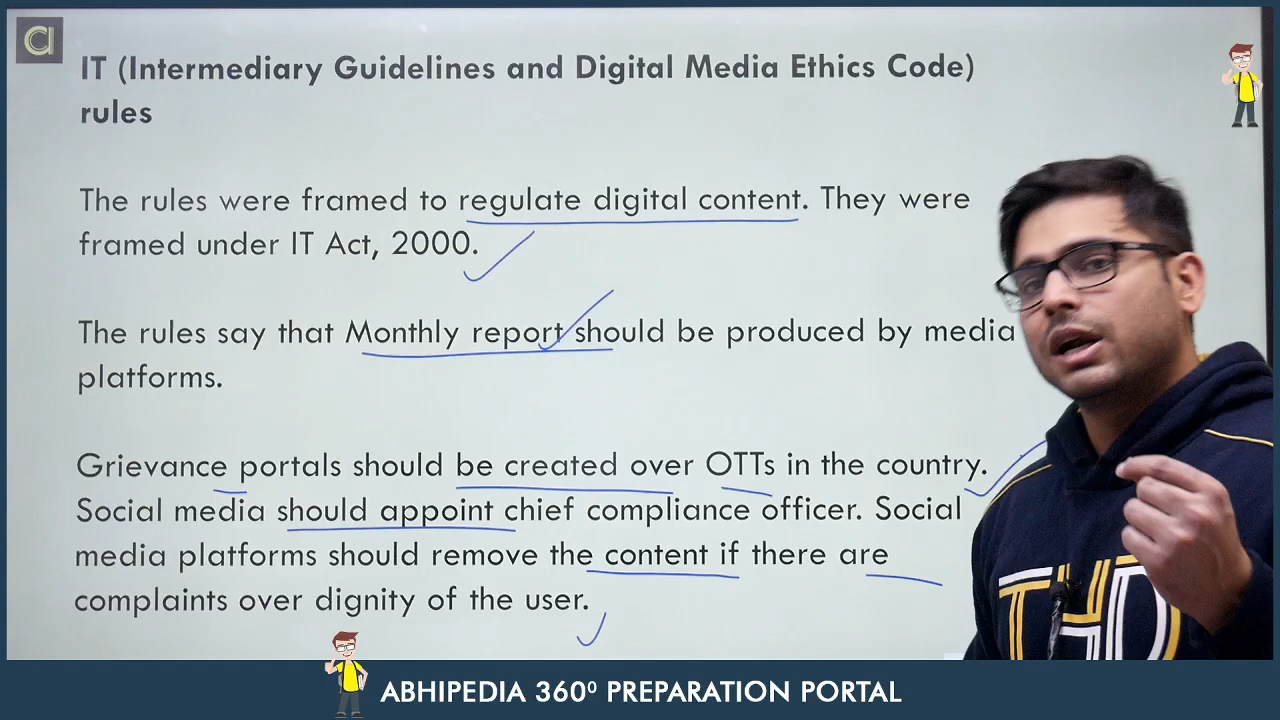 IT (Intermediary Guidelines and Digital Media Ethics Code)
rules
The rules were framed to regulate digital content. They were
framed under IT Act, 2000.
The rules say that Monthly report should be produced by media
platforms.
Grievance portals should be created over OTTs in the country.
Social media should appoint chief compliance officer. Social
media platforms should remove the content if there are
complaints over dignity of the user.
ABHIPEDIA 360⁰ PREPARATION PORTAL